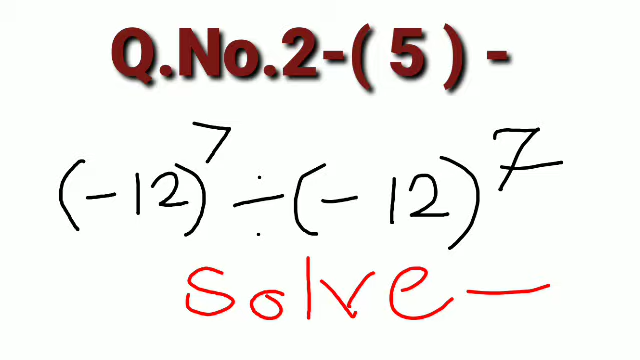 Q.No.2-( 5 ) -
(-12)⁷ ÷ (-12)⁷
Solve —